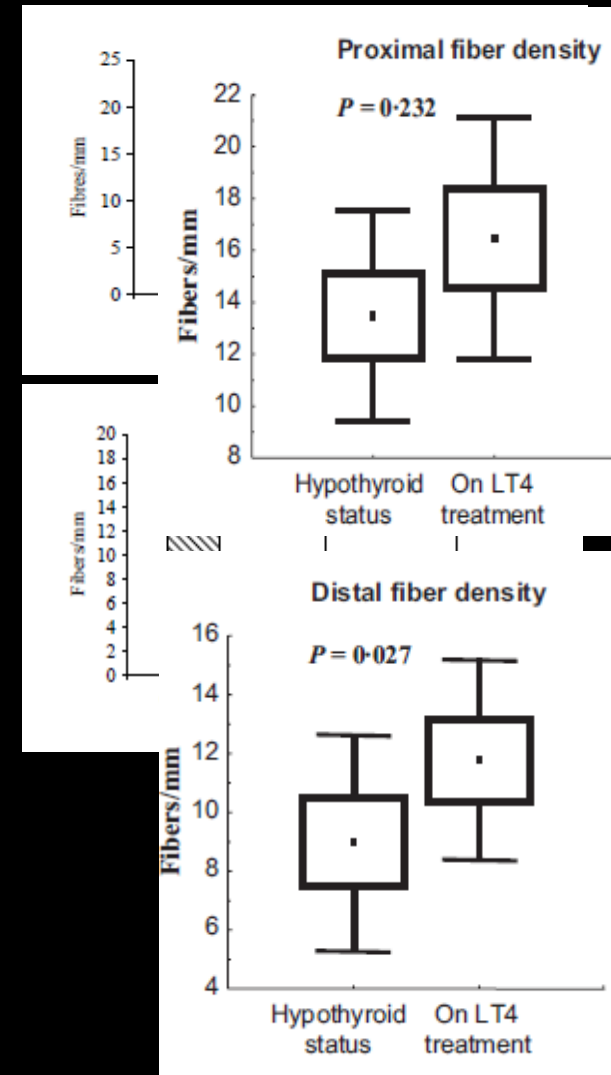 Proximal fiber density
P = 0·232
Fibres/mm
25
20
15
10
5
0
Fibers/mm
22
20
18
16
14
12
10
8
Hypothyroid status
On LT4 treatment
Fibers/mm
20
18
16
14
12
10
8
6
4
2
0
Distal fiber density
P = 0·027
Fibers/mm
16
14
12
10
8
6
4
Hypothyroid status
On LT4 treatment